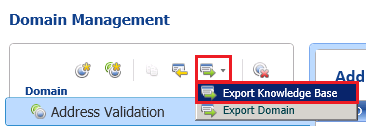 Domain Management
Domain
Export Knowledge Base
Export Domain
Address Validation
Add